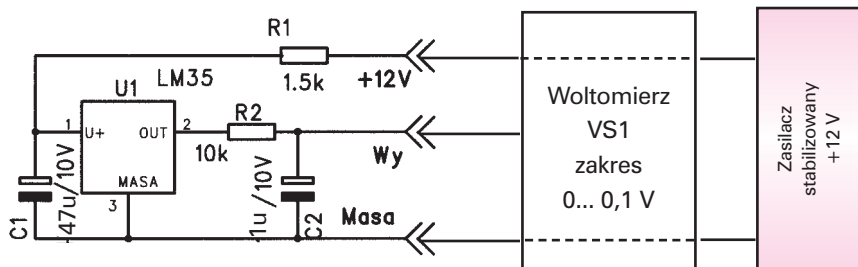 R1
1.5k
+12V
LM35
U1
1
U+
OUT
2
R2
10k
MASA
3
C1
47u/10V
1u/10V
C2
Wy
Masa
Woltomierz
VS1
zakres
0... 0,1 V
Zasilacz
stabilizowany
+12 V